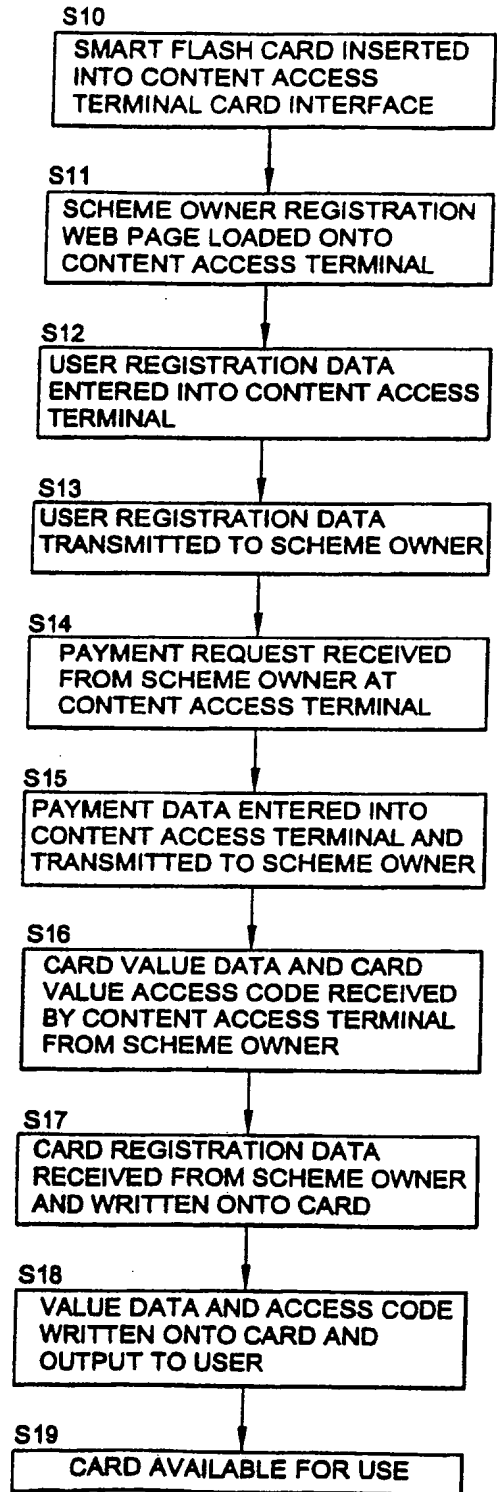 S10
SMART FLASH CARD INSERTED
INTO CONTENT ACCESS
TERMINAL CARD INTERFACE
S11
SCHEME OWNER REGISTRATION
WEB PAGE LOADED ONTO
CONTENT ACCESS TERMINAL
S12
USER REGISTRATION DATA
ENTERED INTO CONTENT ACCESS
TERMINAL
S13
USER REGISTRATION DATA
TRANSMITTED TO SCHEME OWNER
S14
PAYMENT REQUEST RECEIVED
FROM SCHEME OWNER AT
CONTENT ACCESS TERMINAL
S15
PAYMENT DATA ENTERED INTO
CONTENT ACCESS TERMINAL AND
TRANSMITTED TO SCHEME OWNER
S16
CARD VALUE DATA AND CARD
VALUE ACCESS CODE RECEIVED
BY CONTENT ACCESS TERMINAL
FROM SCHEME OWNER
S17
CARD REGISTRATION DATA
RECEIVED FROM SCHEME OWNER
AND WRITTEN ONTO CARD
S18
VALUE DATA AND ACCESS CODE
WRITTEN ONTO CARD AND
OUTPUT TO USER
S19
CARD AVAILABLE FOR USE